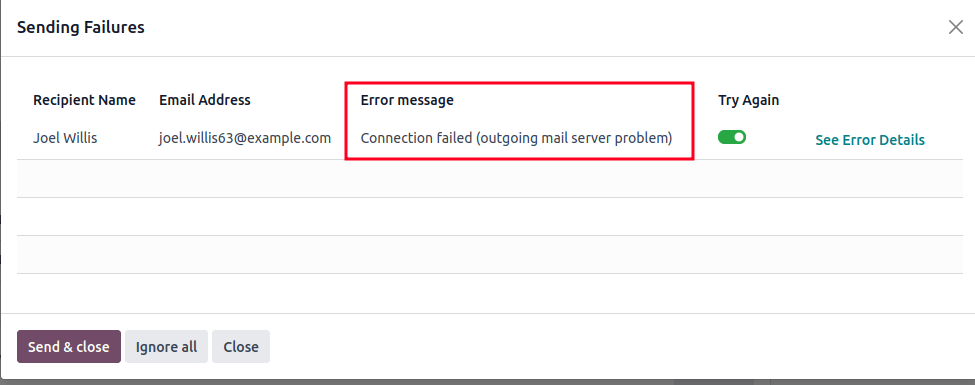 Sending Failures
Recipient Name Email Address Error message Try Again
Joel Willis joel.willis63@example.com Connection failed (outgoing mail server problem) See Error Details
Send & close Ignore all Close